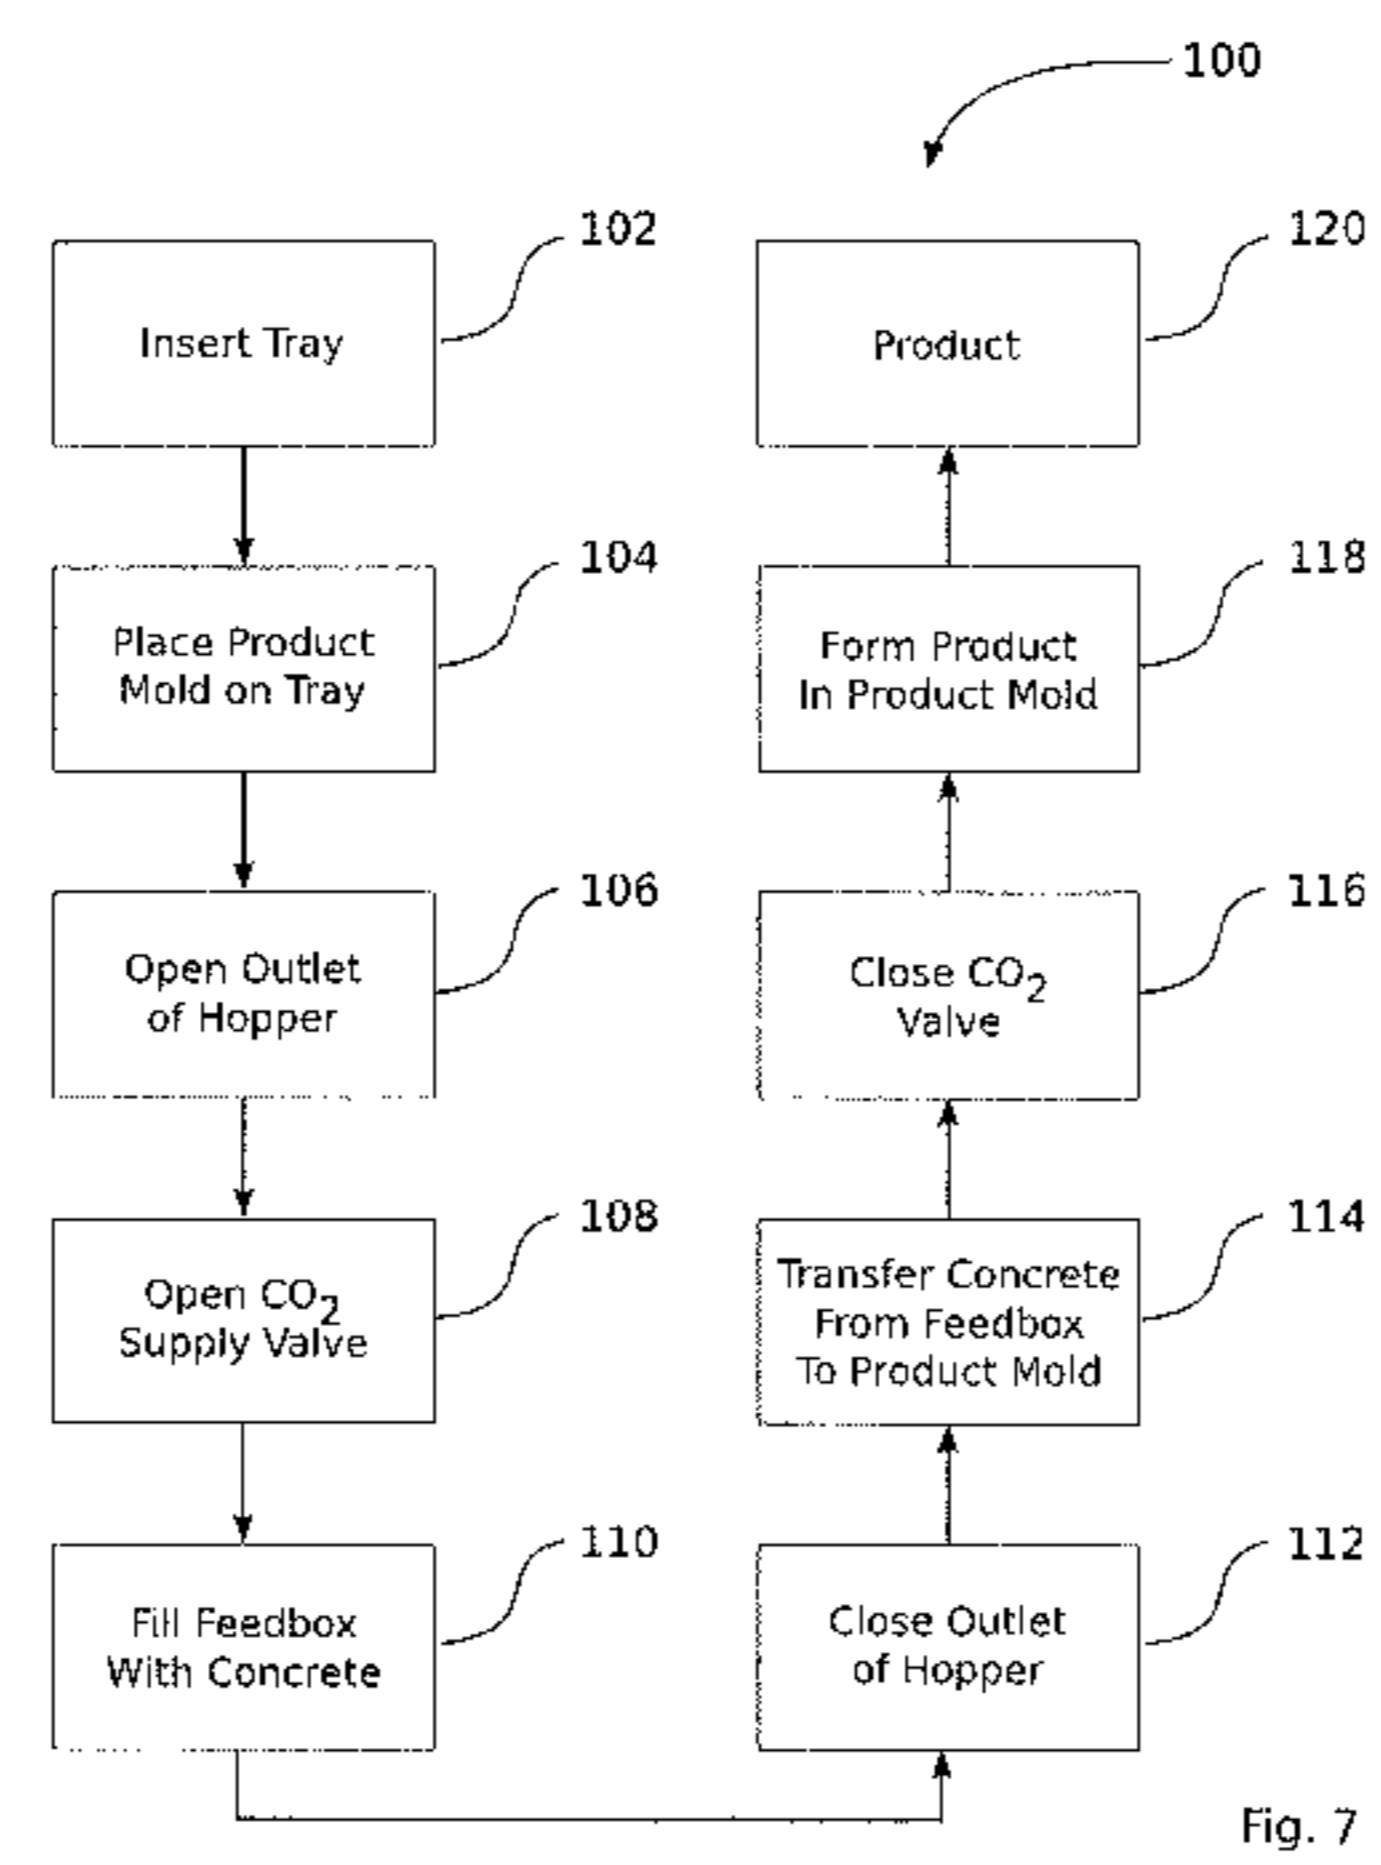 100
102
Insert Tray
104
Place Product
Mold on Tray
106
Open Outlet
of Hopper
108
Open CO2
Supply Valve
110
Fill Feedbox
With Concrete
112
Close Outlet
of Hopper
114
Transfer Concrete
From Feedbox
To Product Mold
116
Close CO2
Valve
118
Form Product
In Product Mold
120
Product
Fig. 7